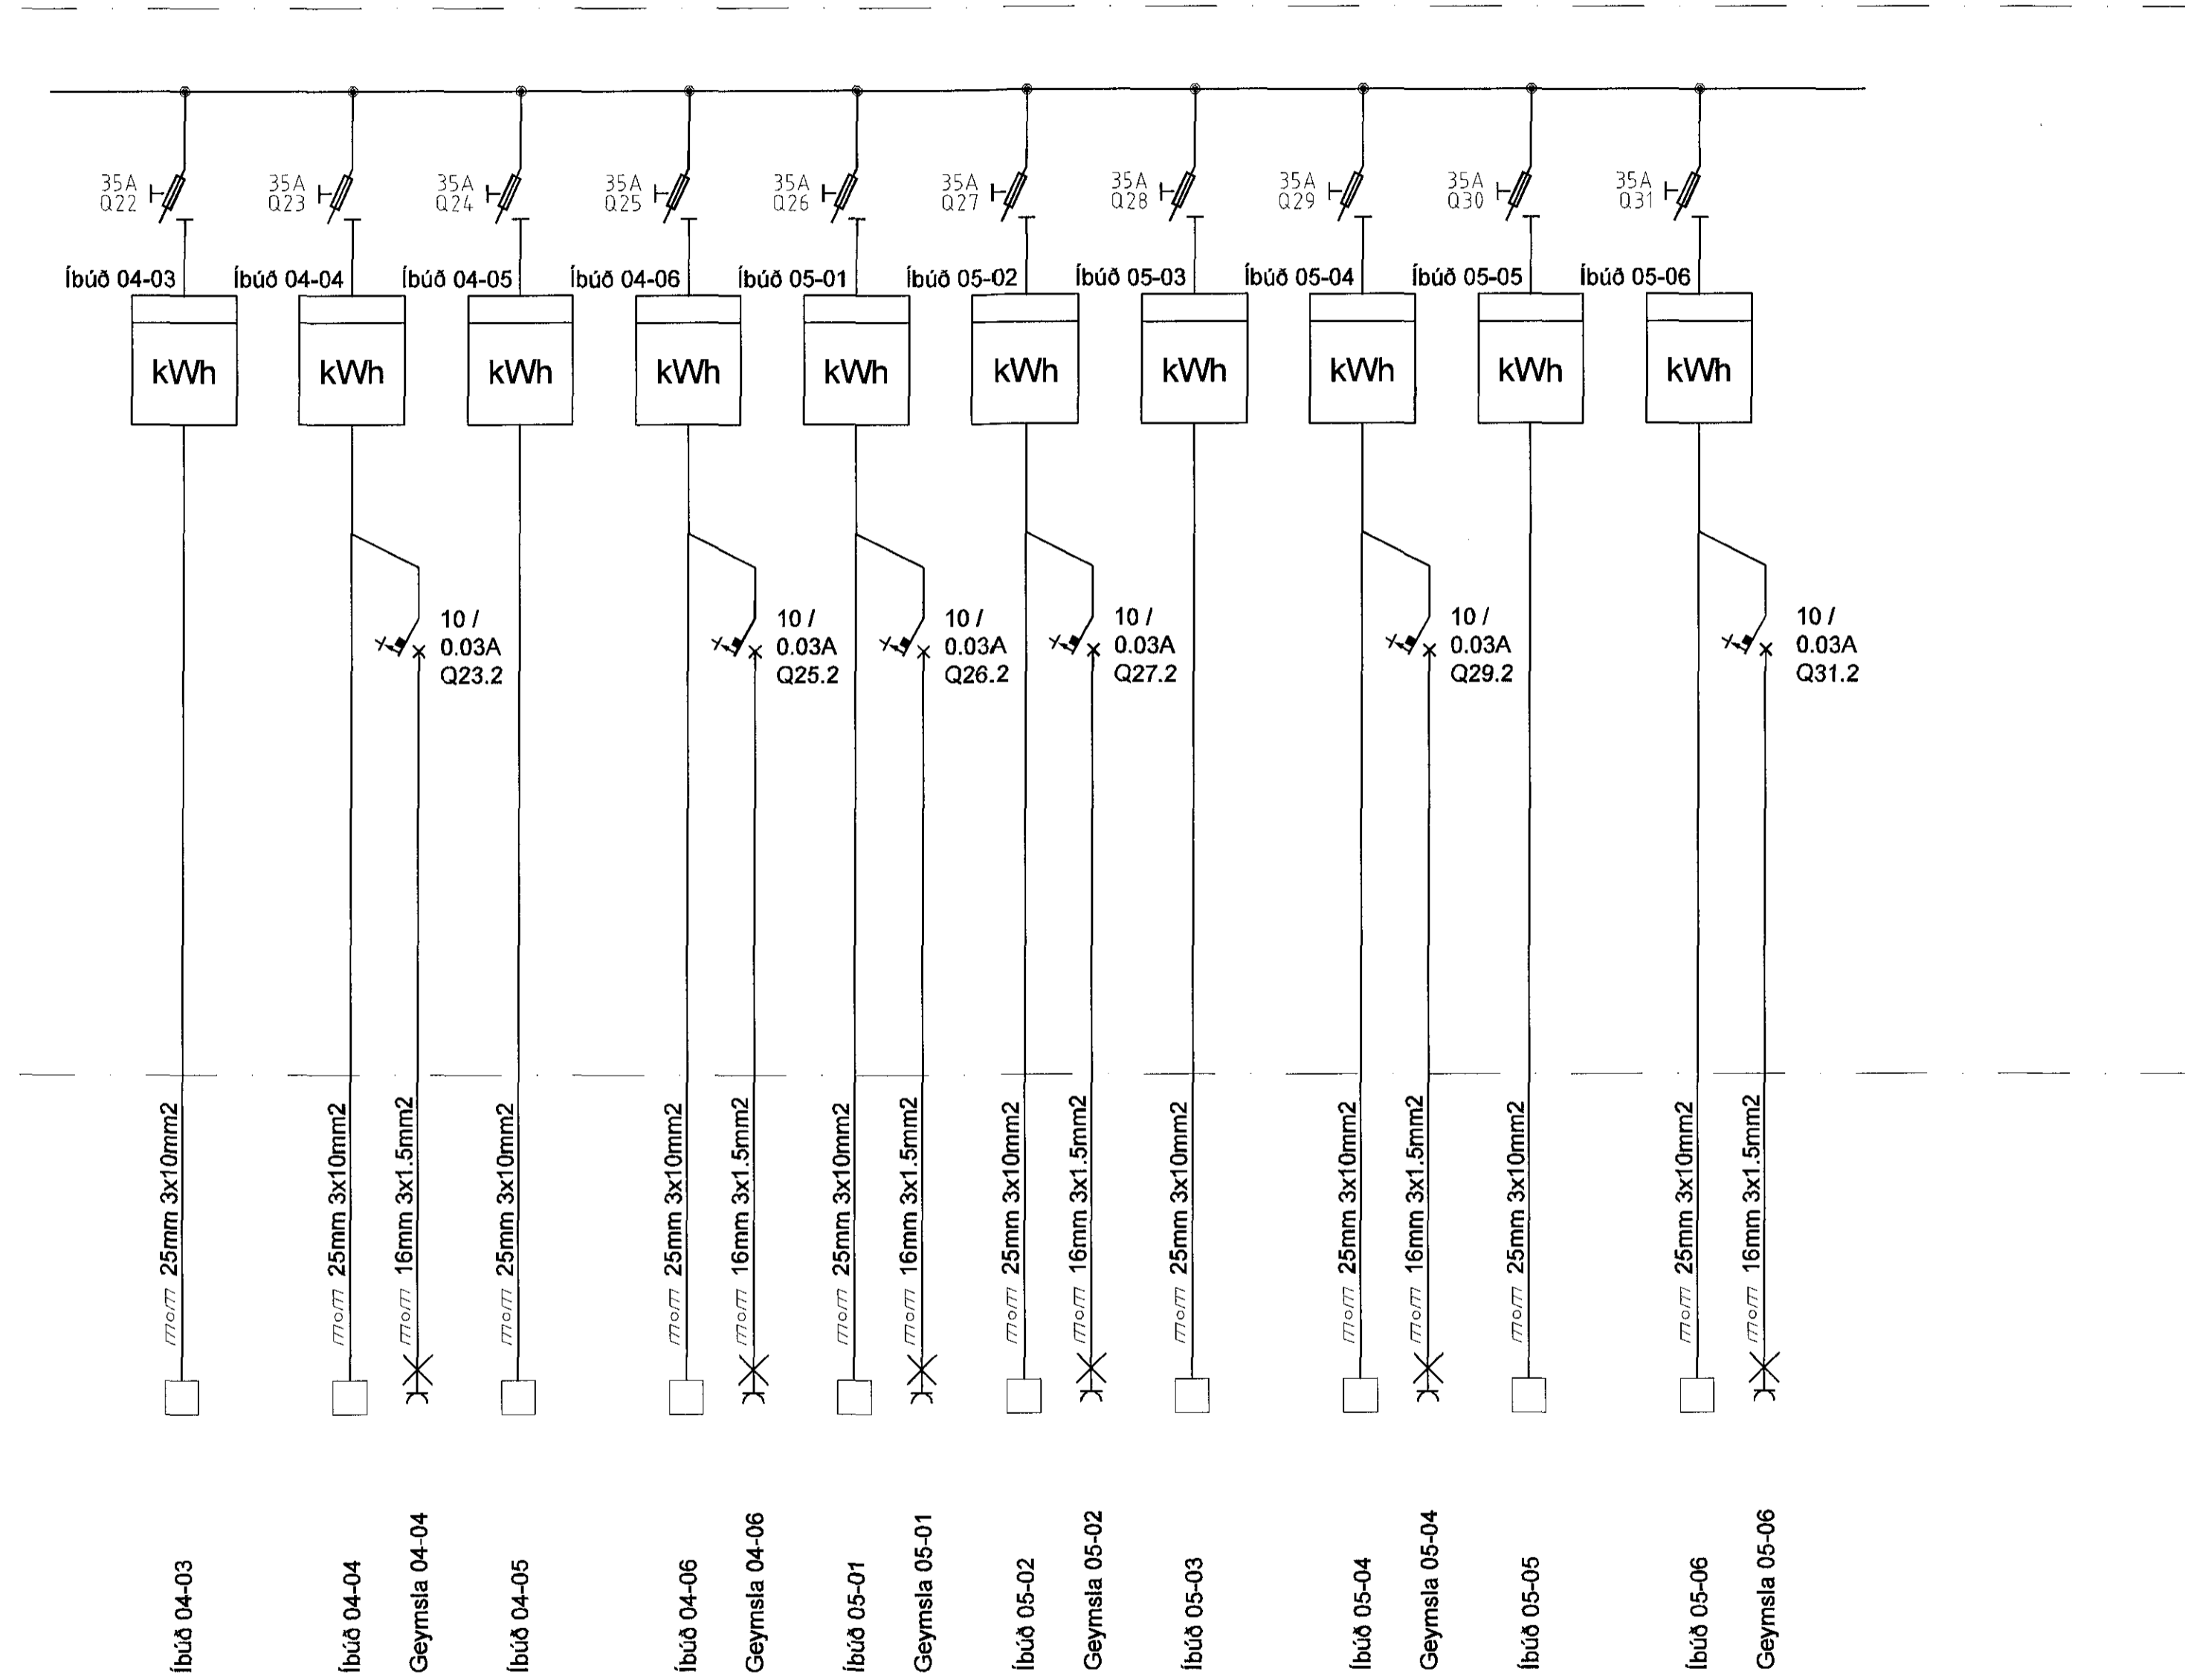 35A
Q22
35A
Q23
35A
Q24
35A
Q25
35A
Q26
35A
Q27
35A
Q28
35A
Q29
35A
Q30
35A
Q31
Íbúð 04-03
Íbúð 04-04
Íbúð 04-05
Íbúð 04-06
Íbúð 05-01
Íbúð 05-02
Íbúð 05-03
Íbúð 05-04
Íbúð 05-05
Íbúð 05-06
kWh
kWh
kWh
kWh
kWh
kWh
kWh
kWh
kWh
kWh
10 /
0.03A
Q23.2
10 /
0.03A
Q25.2
10 /
0.03A
Q26.2
10 /
0.03A
Q27.2
10 /
0.03A
Q29.2
10 /
0.03A
Q31.2
25mm 3x10mm2
25mm 3x10mm2
16mm 3x1.5mm2
25mm 3x10mm2
25mm 3x10mm2
16mm 3x1.5mm2
25mm 3x10mm2
16mm 3x1.5mm2
25mm 3x10mm2
16mm 3x1.5mm2
25mm 3x10mm2
25mm 3x10mm2
16mm 3x1.5mm2
25mm 3x10mm2
25mm 3x10mm2
16mm 3x1.5mm2
Íbúð 04-03
Íbúð 04-04
Geymsla 04-04
Íbúð 04-05
Íbúð 04-06
Geymsla 04-06
Íbúð 05-01
Geymsla 05-01
Íbúð 05-02
Geymsla 05-02
Íbúð 05-03
Íbúð 05-04
Geymsla 05-04
Íbúð 05-05
Íbúð 05-06
Geymsla 05-06